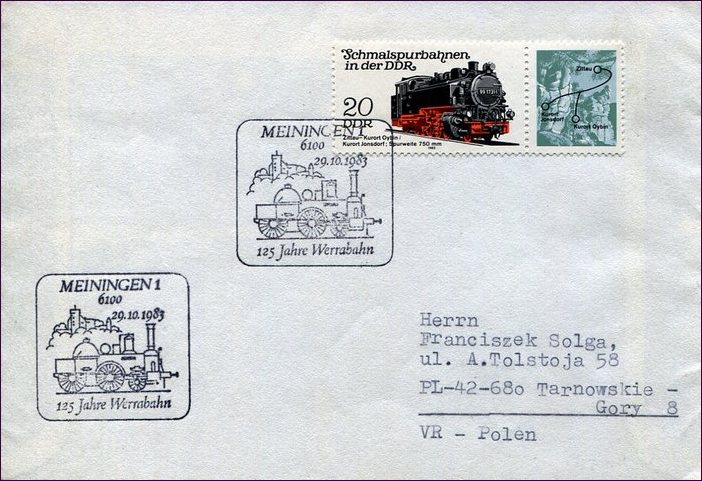 Schmalspurbahnen
in der DDR
20
DDR
Zittau–Kurort Oybin/
Kurort Jonsdorf: Spurweite 750 mm
1983
Zittau
Kurort
Jonsdorf
Kurort Oybin
MEININGEN 1
6100
29.10.1983
125 Jahre Werrabahn
MEININGEN 1
6100
29.10.1983
125 Jahre Werrabahn
Herrn
Franciszek Solga,
ul. A.Tolstoja 58
PL-42-680 Tarnowskie -
Gory 8
VR - Polen